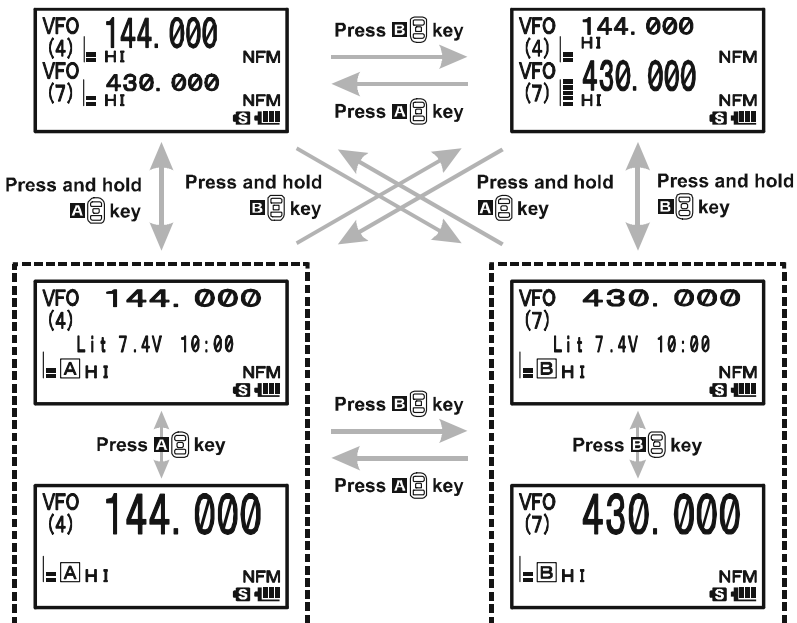 VFO 144. 000
(4) HI NFM
VFO 430. 000
(7) HI NFM
S
Press B key
Press A key
VFO 144. 000
(4) HI NFM
VFO 430. 000
(7) HI NFM
S
Press and hold
A key
Press and hold
B key
Press and hold
A key
Press and hold
B key
VFO 144. 000
(4)
Lit 7.4V 10:00
A HI NFM
S
VFO 430. 000
(7)
Lit 7.4V 10:00
B HI NFM
S
Press B key
Press A key
Press A key
Press B key
VFO 144. 000
(4)
A HI NFM
S
VFO 430. 000
(7)
B HI NFM
S